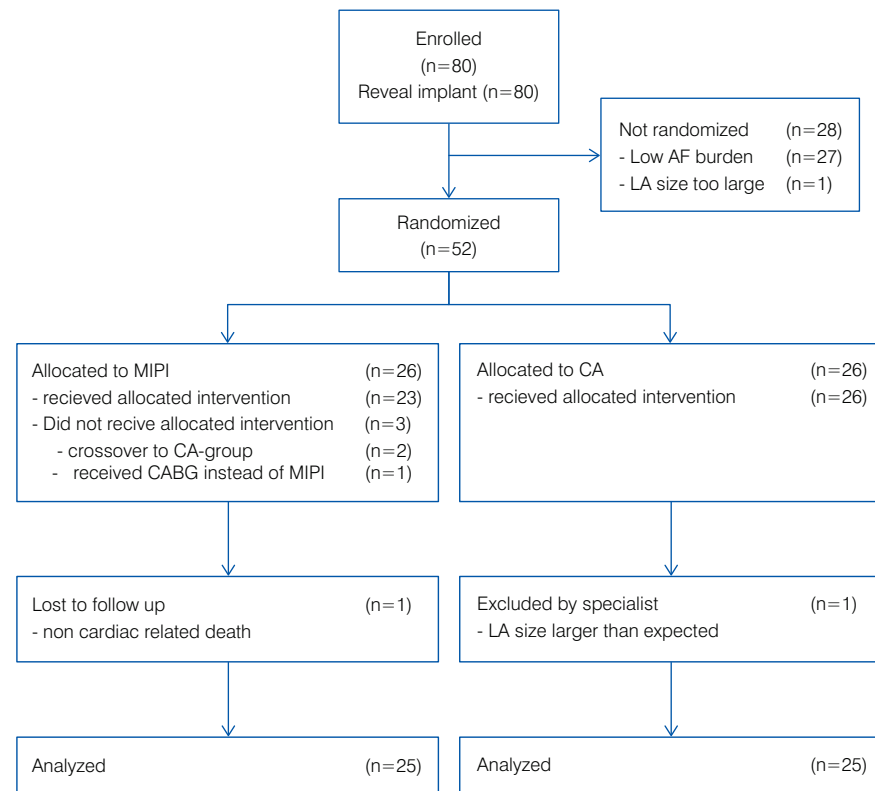 Enrolled
(n=80)
Reveal implant (n=80)
Not randomized (n=28)
- Low AF burden (n=27)
- LA size too large (n=1)
Randomized
(n=52)
Allocated to MIPI (n=26)
- recieved allocated intervention (n=23)
- Did not recive allocated intervention (n=3)
- crossover to CA-group (n=2)
- received CABG instead of MIPI (n=1)
Allocated to CA (n=26)
- recieved allocated intervention (n=26)
Lost to follow up (n=1)
- non cardiac related death
Excluded by specialist (n=1)
- LA size larger than expected
Analyzed (n=25)
Analyzed (n=25)